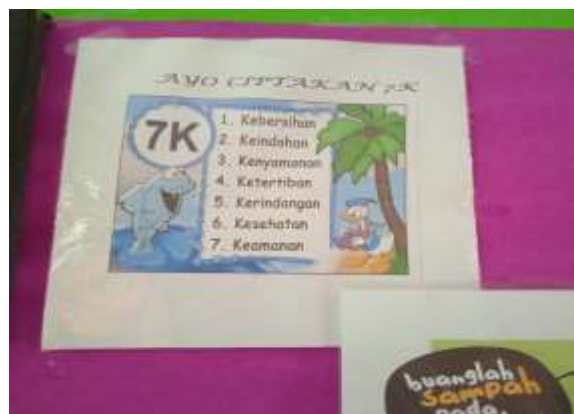 AYO CIPTAKAN 7K
7K
1. Kebersihan
2. Keindahan
3. Kenyamanan
4. Ketertiban
5. Kerindangan
6. Kesehatan
7. Keamanan
buanglah
sampah
pada